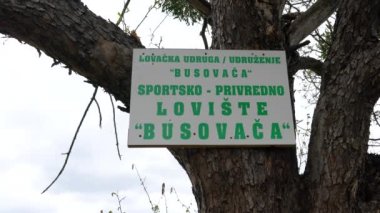 LOVAČKA UDRUGA / UDRUŽENJE
"BUSOVAČA"
SPORTSKO - PRIVREDNO
LOVIŠTE
"BUSOVAČA"